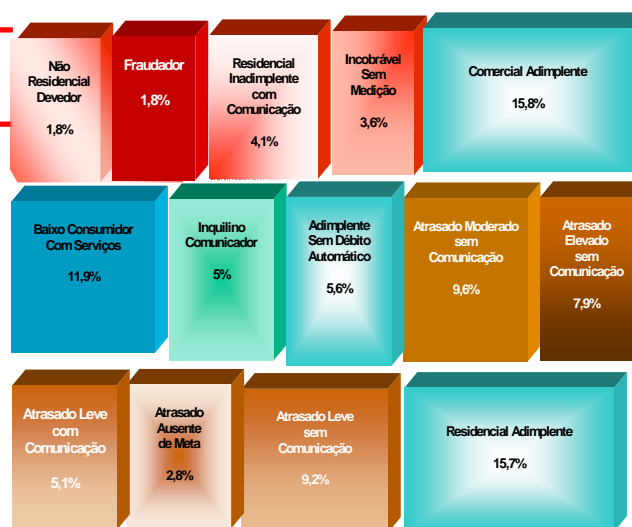 Não
Residencial
Devedor
1,8%
Fraudador
1,8%
Residencial
Inadimplente
com
Comunicação
4,1%
Incobrável
Sem
Medição
3,6%
Comercial Adimplente
15,8%
Baixo Consumidor
Com Serviços
11,9%
Inquilino
Comunicador
5%
Adimplente
Sem Débito
Automático
5,6%
Atrasado Moderado
sem
Comunicação
9,6%
Atrasado
Elevado
sem
Comunicação
7,9%
Atrasado Leve
com
Comunicação
5,1%
Atrasado
Ausente
de Meta
2,8%
Atrasado Leve
sem
Comunicação
9,2%
Residencial Adimplente
15,7%